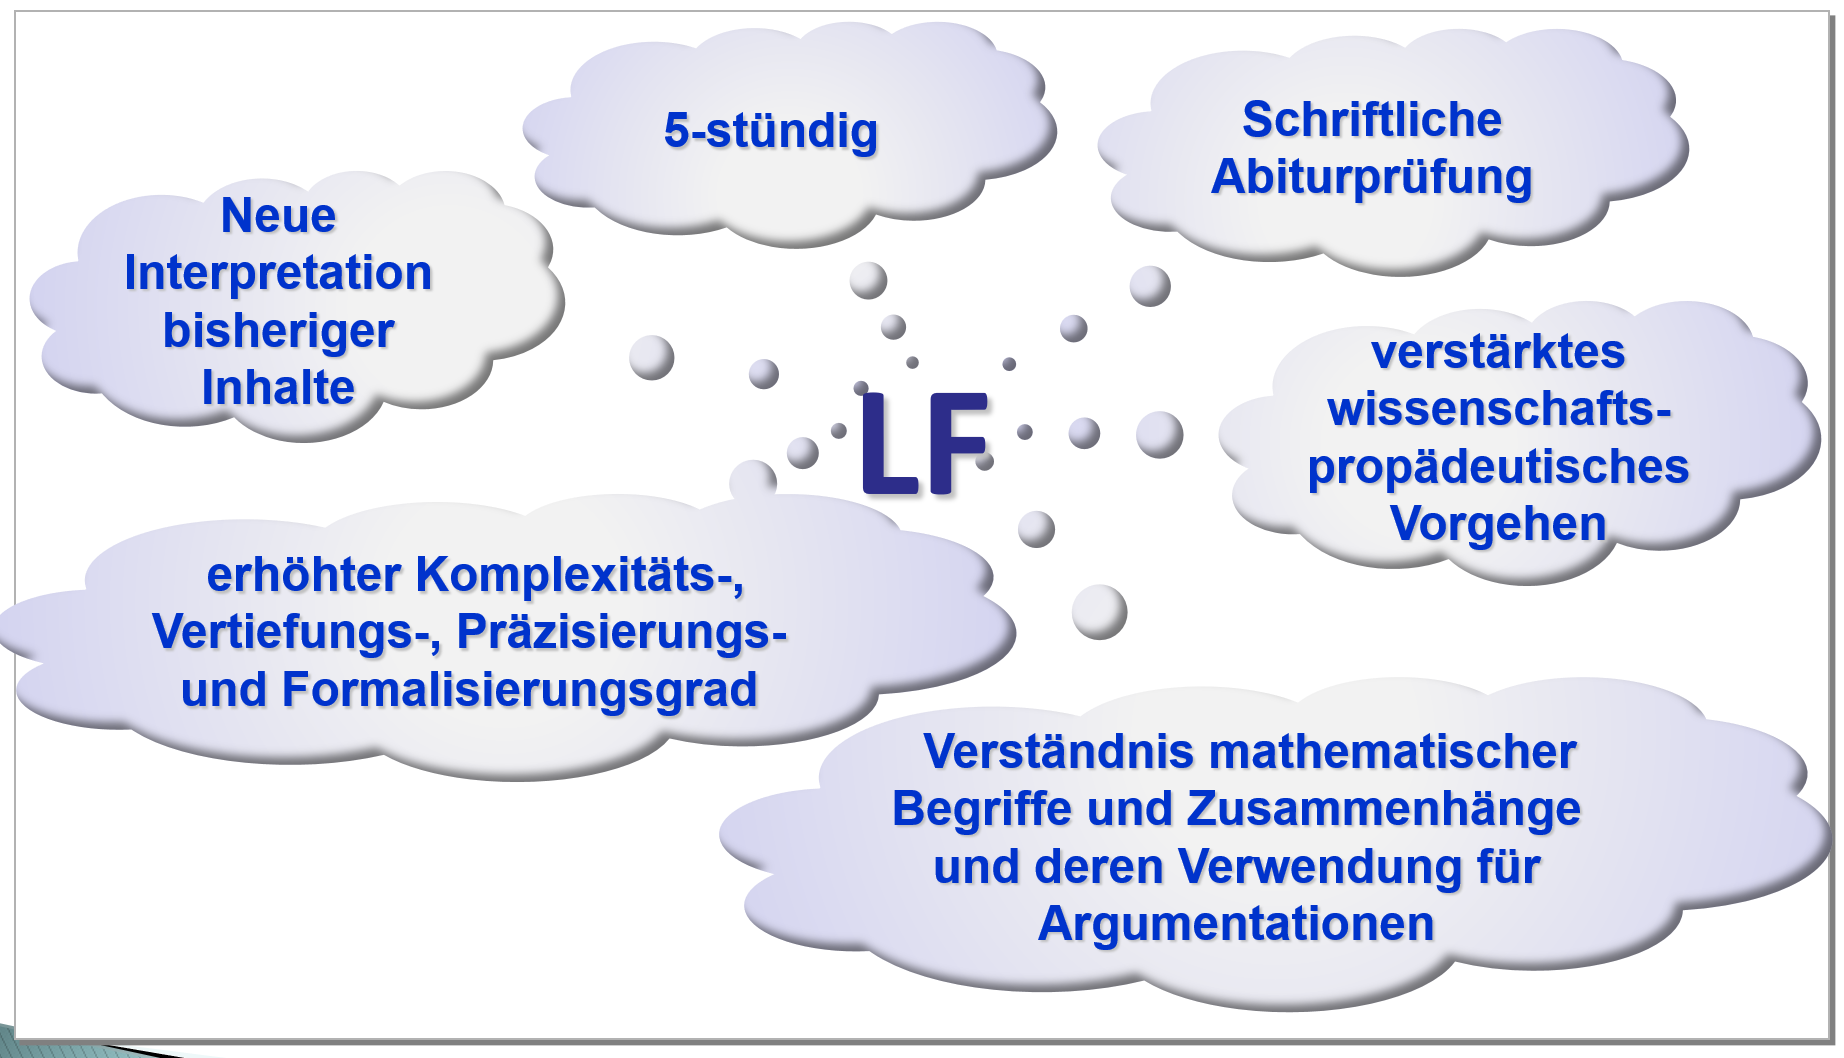 5-stündig
Schriftliche
Abiturprüfung
Neue
Interpretation
bisheriger
Inhalte
verstärktes
wissenschafts-
propädeutisches
Vorgehen
LF
erhöhter Komplexitäts-,
Vertiefungs-, Präzisierungs-
und Formalisierungsgrad
Verständnis mathematischer
Begriffe und Zusammenhänge
und deren Verwendung für
Argumentationen